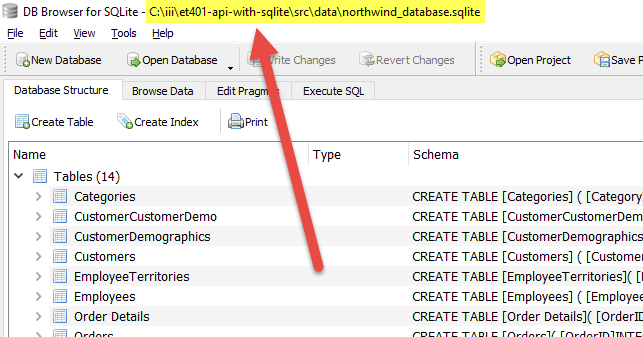 DB Browser for SQLite - C:\iii\et401-api-with-sqlite\src\data\northwind_database.sqlite
File Edit View Tools Help
New Database Open Database Write Changes Revert Changes Open Project Save P
Database Structure Browse Data Edit Pragmas Execute SQL
Create Table Create Index Print
Name Type Schema
Tables (14)
Categories CREATE TABLE [Categories] ( [Category
CustomerCustomerDemo CREATE TABLE [CustomerCustomerDem
CustomerDemographics CREATE TABLE [CustomerDemographics
Customers CREATE TABLE [Customers] ( [Custome
EmployeeTerritories CREATE TABLE [EmployeeTerritories]( [Em
Employees CREATE TABLE [Employees] ( [Employee
Order Details CREATE TABLE [Order Details]( [OrderID
Orders CREATE TABLE [Orders]( [OrderID]INTE